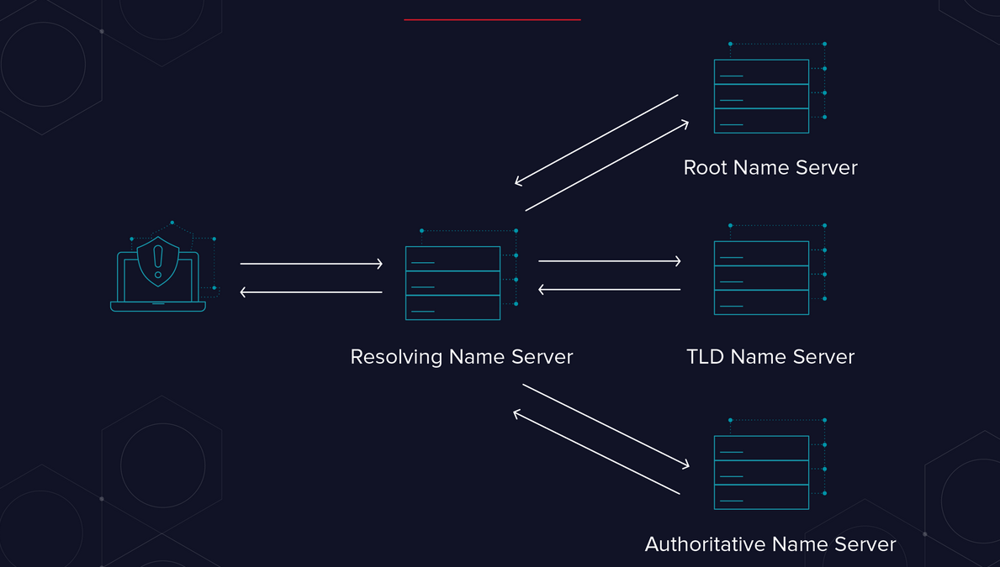 Root Name Server
Resolving Name Server
TLD Name Server
Authoritative Name Server